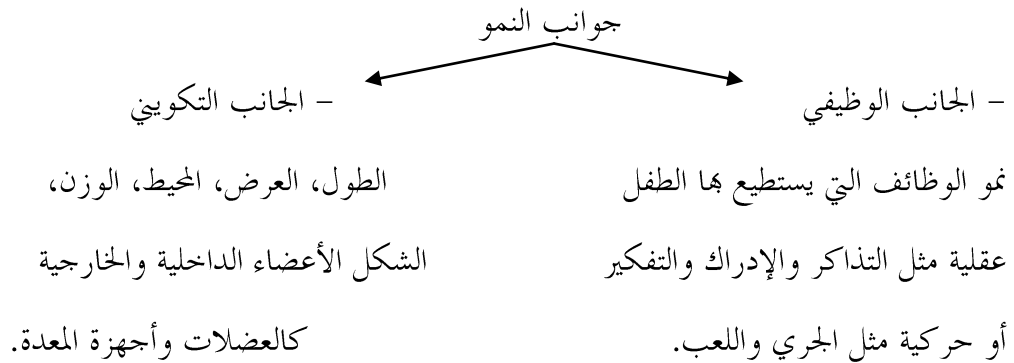 جوانب النمو
– الجانب الوظيفي
نمو الوظائف التي يستطيع بها الطفل
عقلية مثل التذاكر والإدراك والتفكير
أو حركية مثل الجري واللعب.
– الجانب التكويني
الطول، العرض، المحيط، الوزن،
الشكل الأعضاء الداخلية والخارجية
كالعضلات وأجهزة المعدة.